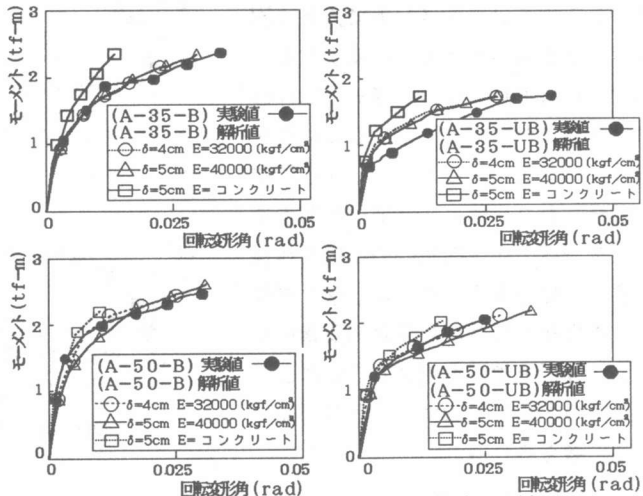 モーメント(tf-m)
3
2
1
0
(A-35-B) 実験値
(A-35-B) 解析値
δ=4cm E=32000(kgf/cm²)
δ=5cm E=40000(kgf/cm²)
δ=5cm E=コンクリート
0.025
0.05
回転変形角(rad)
モーメント(tf-m)
3
2
1
0
(A-35-UB) 実験値
(A-35-UB) 解析値
δ=4cm E=32000(kgf/cm²)
δ=5cm E=40000(kgf/cm²)
δ=5cm E=コンクリート
0.025
0.05
回転変形角(rad)
モーメント(tf-m)
3
2
1
0
(A-50-B) 実験値
(A-50-B) 解析値
δ=4cm E=32000(kgf/cm²)
δ=5cm E=40000(kgf/cm²)
δ=5cm E=コンクリート
0.025
0.05
回転変形角(rad)
モーメント(tf-m)
3
2
1
0
(A-50-UB) 実験値
(A-50-UB) 解析値
δ=4cm E=32000(kgf/cm²)
δ=5cm E=40000(kgf/cm²)
δ=5cm E=コンクリート
0.025
0.05
回転変形角(rad)